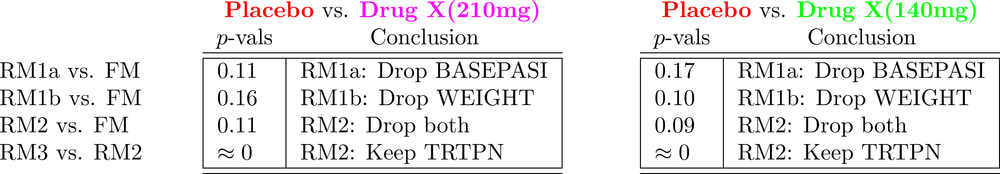 Placebo vs. Drug X(210mg) Placebo vs. Drug X(140mg)
p-vals Conclusion p-vals Conclusion
RM1a vs. FM 0.11 RM1a: Drop BASEPASI 0.17 RM1a: Drop BASEPASI
RM1b vs. FM 0.16 RM1b: Drop WEIGHT 0.10 RM1b: Drop WEIGHT
RM2 vs. FM 0.11 RM2: Drop both 0.09 RM2: Drop both
RM3 vs. RM2 ≈ 0 RM2: Keep TRTPN ≈ 0 RM2: Keep TRTPN